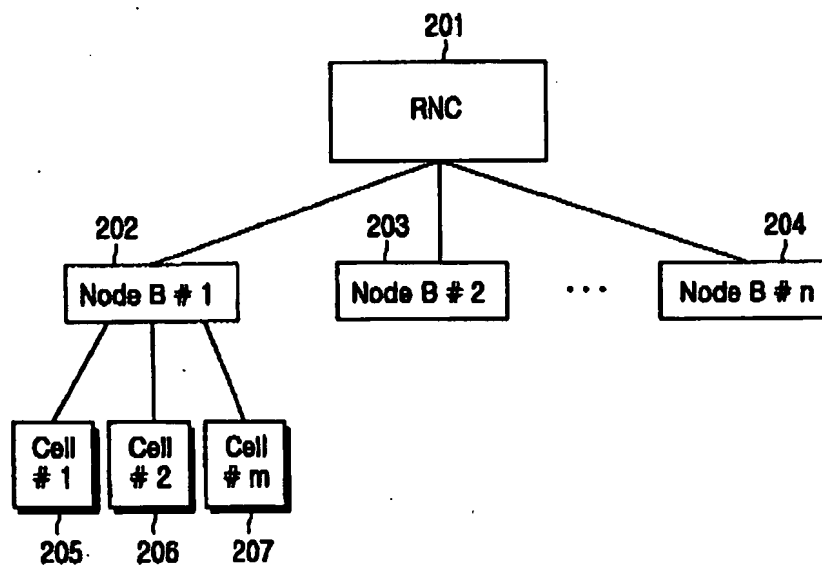 201
RNC
202
203
204
Node B # 1
Node B # 2
• • •
Node B # n
Cell
# 1
Cell
# 2
Cell
# m
205
206
207